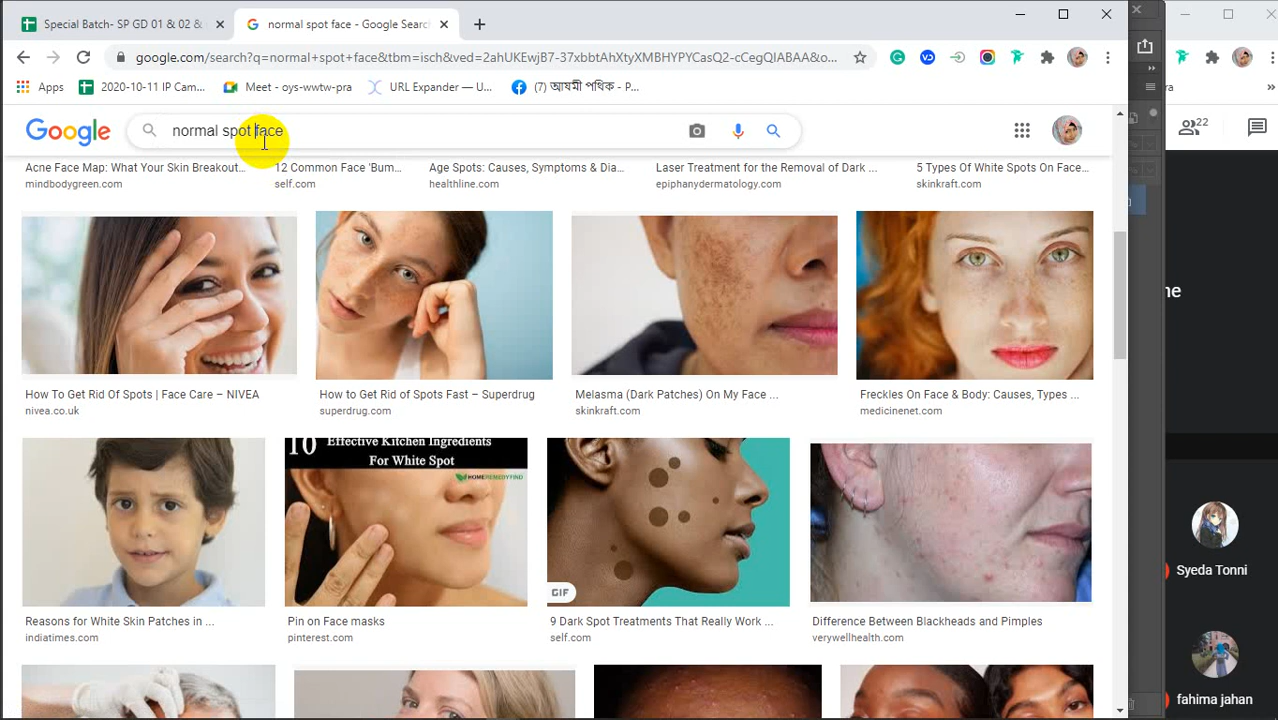 Special Batch- SP GD 01 & 02 &
normal spot face - Google Searc
google.com/search?q=normal+spot+face&tbm=isch&ved=2ahUKEwjB7-37xbbtAhXtyXMBHYPYCasQ2-cCegQIABAA&o...
Apps
2020-10-11 IP Cam...
Meet - oys-wwtw-pra
URL Expander — U...
(7) আযমী পথিক - P...
Google
normal spot face
22
Acne Face Map: What Your Skin Breakout...
12 Common Face 'Bum...
Age Spots: Causes, Symptoms & Dia...
Laser Treatment for the Removal of Dark ...
5 Types Of White Spots On Face...
mindbodygreen.com
self.com
healthline.com
epiphanydermatology.com
skinkraft.com
ne
How To Get Rid Of Spots | Face Care – NIVEA
How to Get Rid of Spots Fast – Superdrug
Melasma (Dark Patches) On My Face ...
Freckles On Face & Body: Causes, Types ...
nivea.co.uk
superdrug.com
skinkraft.com
medicinenet.com
10 Effective Kitchen Ingredients
For White Spot
HOMEREMEDYFIND
GIF
Syeda Tonni
Reasons for White Skin Patches in ...
Pin on Face masks
9 Dark Spot Treatments That Really Work ...
Difference Between Blackheads and Pimples
indiatimes.com
pinterest.com
self.com
verywellhealth.com
fahima jahan